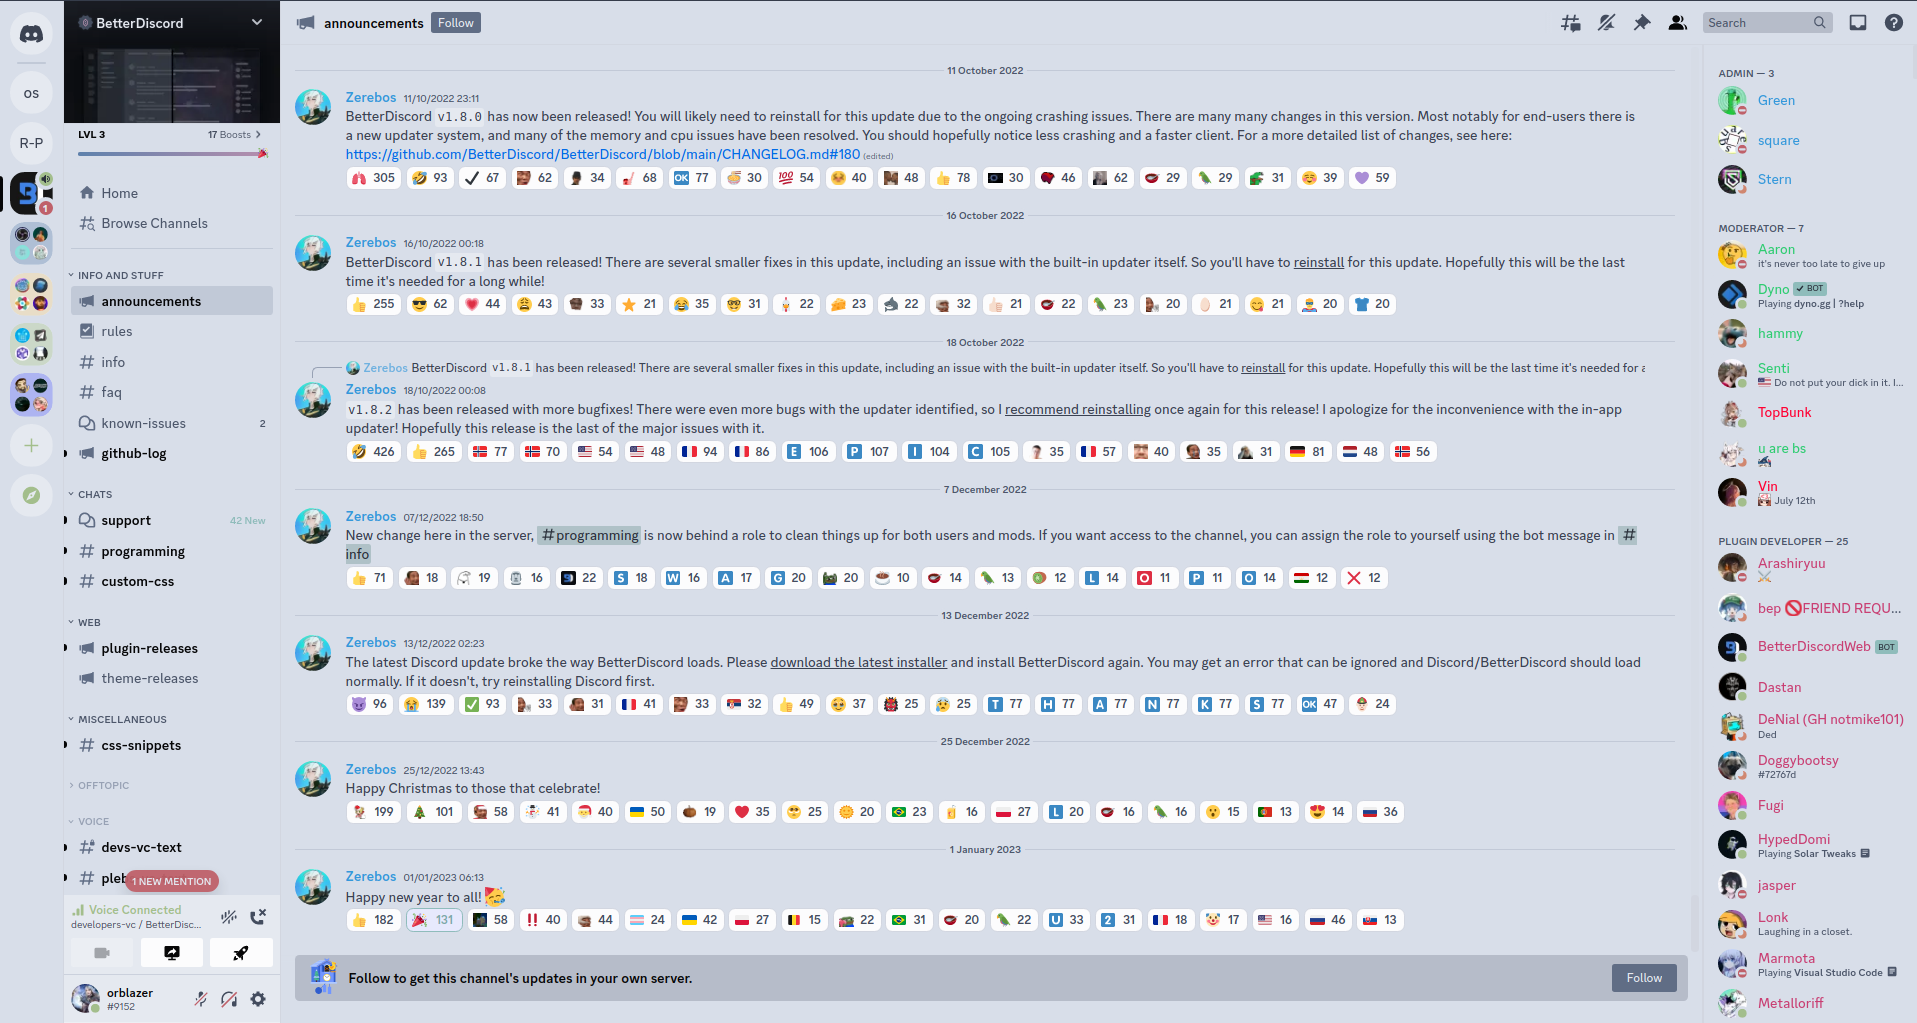 BetterDiscord
OS
R-P
1
LVL 3
17 Boosts
Home
Browse Channels
INFO AND STUFF
announcements
rules
info
faq
known-issues
2
github-log
CHATS
support
42 New
programming
custom-css
WEB
plugin-releases
theme-releases
MISCELLANEOUS
css-snippets
OFFTOPIC
VOICE
devs-vc-text
pleb
1 NEW MENTION
Voice Connected
developers-vc / BetterDisc...
orblazer
#9152
announcements
Follow
Search
11 October 2022
Zerebos 11/10/2022 23:11
BetterDiscord v1.8.0 has now been released! You will likely need to reinstall for this update due to the ongoing crashing issues. There are many many changes in this version. Most notably for end-users there is
a new updater system, and many of the memory and cpu issues have been resolved. You should hopefully notice less crashing and a faster client. For a more detailed list of changes, see here:
https://github.com/BetterDiscord/BetterDiscord/blob/main/CHANGELOG.md#180 (edited)
305 93 67 62 34 68 OK 77 30 100 54 40 48 78 30 46 62 29 29 31 39 59
16 October 2022
Zerebos 16/10/2022 00:18
BetterDiscord v1.8.1 has been released! There are several smaller fixes in this update, including an issue with the built-in updater itself. So you'll have to reinstall for this update. Hopefully this will be the last
time it's needed for a long while!
255 62 44 43 33 21 35 31 22 23 22 32 21 22 23 20 21 21 20 20
18 October 2022
Zerebos BetterDiscord v1.8.1 has been released! There are several smaller fixes in this update, including an issue with the built-in updater itself. So you'll have to reinstall for this update. Hopefully this will be the last time it's needed for a
Zerebos 18/10/2022 00:08
v1.8.2 has been released with more bugfixes! There were even more bugs with the updater identified, so I recommend reinstalling once again for this release! I apologize for the inconvenience with the in-app
updater! Hopefully this release is the last of the major issues with it.
426 265 77 70 54 48 94 86 E 106 P 107 I 104 C 105 35 57 40 35 31 81 48 56
7 December 2022
Zerebos 07/12/2022 18:50
New change here in the server, #programming is now behind a role to clean things up for both users and mods. If you want access to the channel, you can assign the role to yourself using the bot message in #
info
71 18 19 16 22 S 18 W 16 A 17 G 20 20 10 14 13 12 L 14 O 11 P 11 O 14 12 12
13 December 2022
Zerebos 13/12/2022 02:23
The latest Discord update broke the way BetterDiscord loads. Please download the latest installer and install BetterDiscord again. You may get an error that can be ignored and Discord/BetterDiscord should load
normally. If it doesn't, try reinstalling Discord first.
96 139 93 33 31 41 33 32 49 37 25 25 T 77 H 77 A 77 N 77 K 77 S 77 OK 47 24
25 December 2022
Zerebos 25/12/2022 13:43
Happy Christmas to those that celebrate!
199 101 58 41 40 50 19 35 25 20 23 16 27 L 20 16 16 15 13 14 36
1 January 2023
Zerebos 01/01/2023 06:13
Happy new year to all!
182 131 58 40 44 24 42 27 15 22 31 20 22 U 33 2 31 18 17 16 46 13
Follow to get this channel's updates in your own server.
Follow
ADMIN — 3
Green
square
Stern
MODERATOR — 7
Aaron
it's never too late to give up
Dyno BOT
Playing dyno.gg | ?help
hammy
Senti
Do not put your dick in it. I...
TopBunk
u are bs
Vin
July 12th
PLUGIN DEVELOPER — 25
Arashiryuu
bep FRIEND REQU...
BetterDiscordWeb BOT
Dastan
DeNial (GH notmike101)
Ded
Doggybootsy
#72767d
Fugi
HypedDomi
Playing Solar Tweaks
jasper
Lonk
Laughing in a closet.
Marmota
Playing Visual Studio Code
Metalloriff